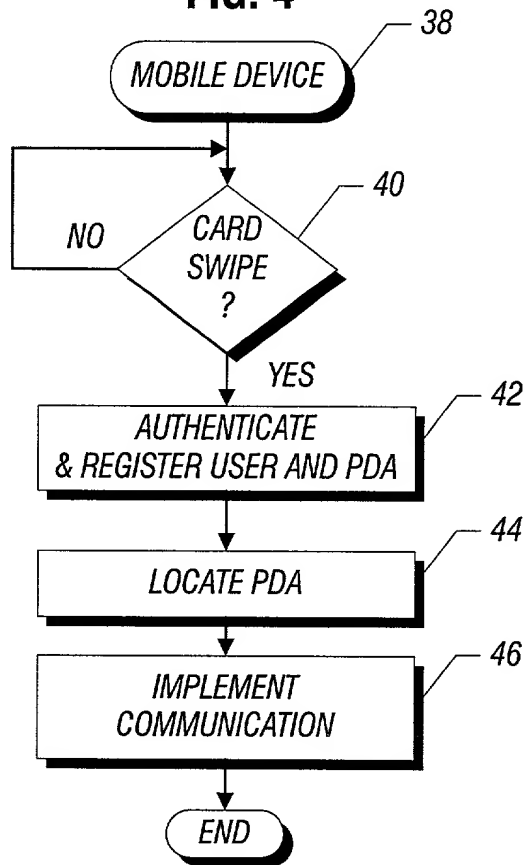 FIG. 4
38
MOBILE DEVICE
40
CARD
SWIPE
?
NO
YES
42
AUTHENTICATE
& REGISTER USER AND PDA
44
LOCATE PDA
46
IMPLEMENT
COMMUNICATION
END